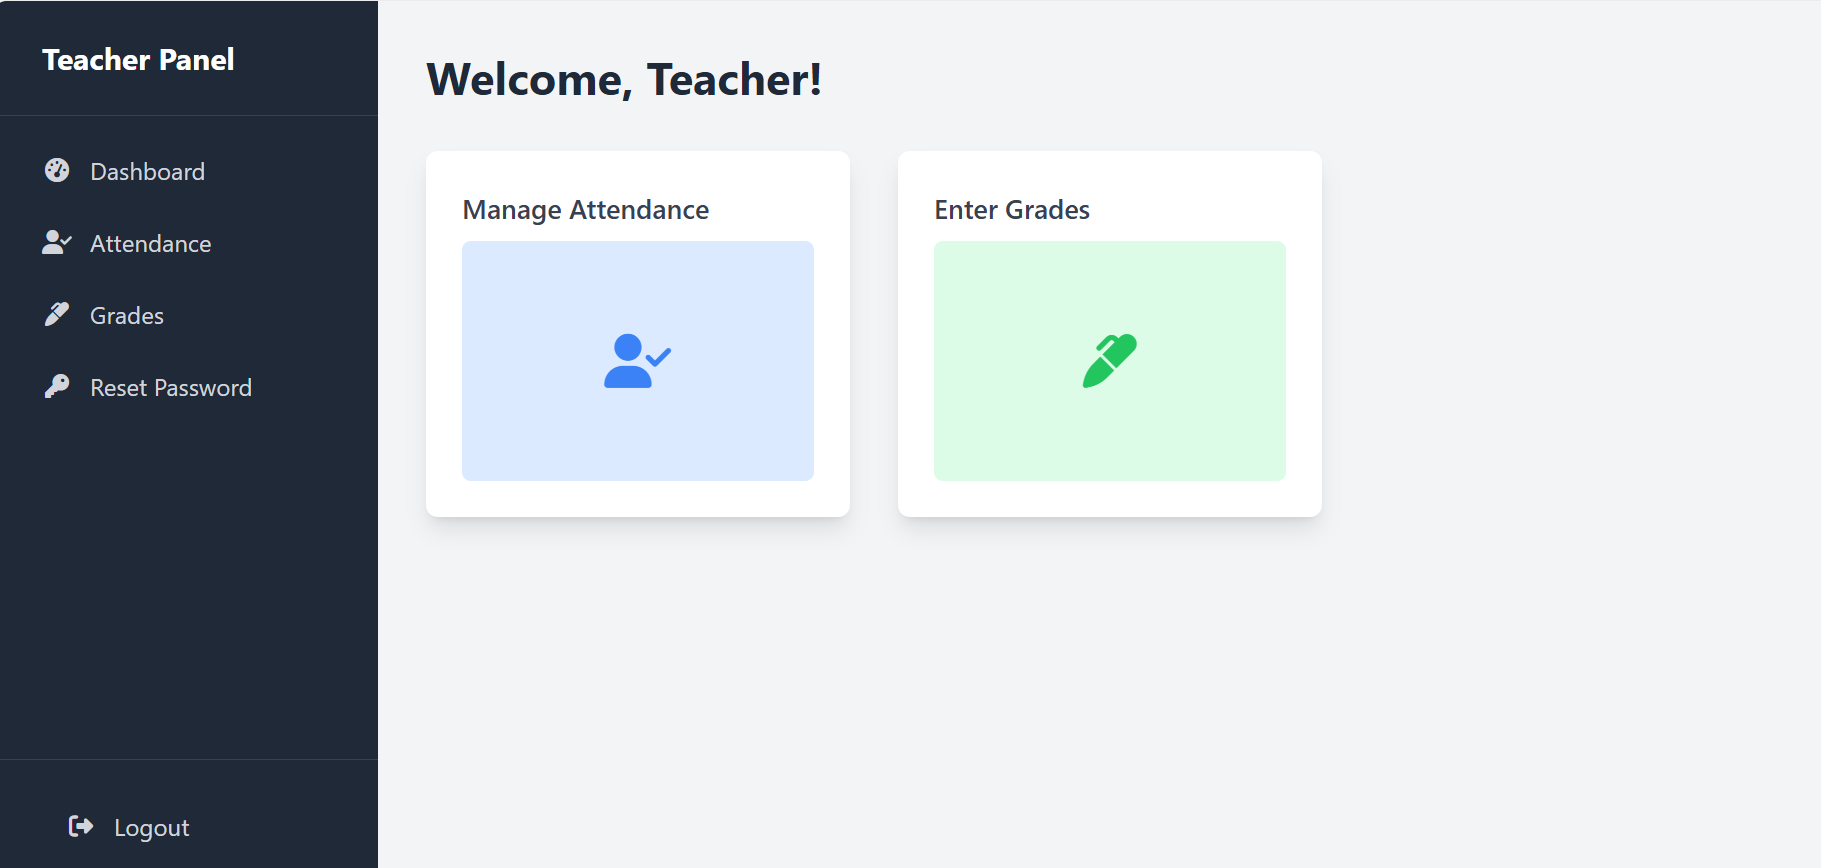 Teacher Panel
Dashboard
Attendance
Grades
Reset Password
Logout
Welcome, Teacher!
Manage Attendance
Enter Grades